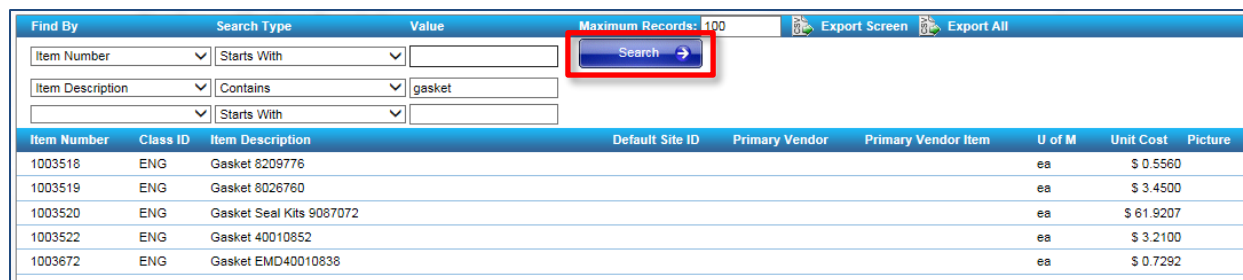 Find By Search Type Value Maximum Records: 100 CSV Export Screen CSV Export All
Item Number Starts With Search
Item Description Contains gasket
Starts With
Item Number Class ID Item Description Default Site ID Primary Vendor Primary Vendor Item U of M Unit Cost Picture
1003518 ENG Gasket 8209776 ea $ 0.5560
1003519 ENG Gasket 8026760 ea $ 3.4500
1003520 ENG Gasket Seal Kits 9087072 ea $ 61.9207
1003522 ENG Gasket 40010852 ea $ 3.2100
1003672 ENG Gasket EMD40010838 ea $ 0.7292